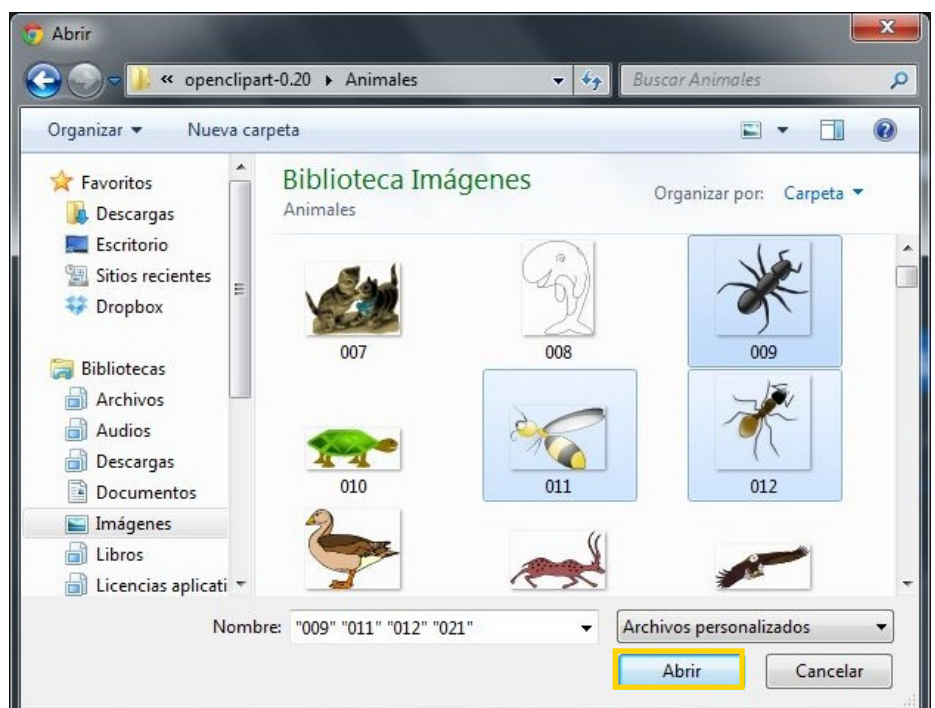 Abrir
« openclipart-0.20 ▸ Animales
Buscar Animales
Organizar
Nueva carpeta
Favoritos
Descargas
Escritorio
Sitios recientes
Dropbox
Bibliotecas
Archivos
Audios
Descargas
Documentos
Imágenes
Libros
Licencias aplicati
Biblioteca Imágenes
Animales
Organizar por: Carpeta
007
008
009
010
011
012
Nombre: "009" "011" "012" "021"
Archivos personalizados
Abrir
Cancelar